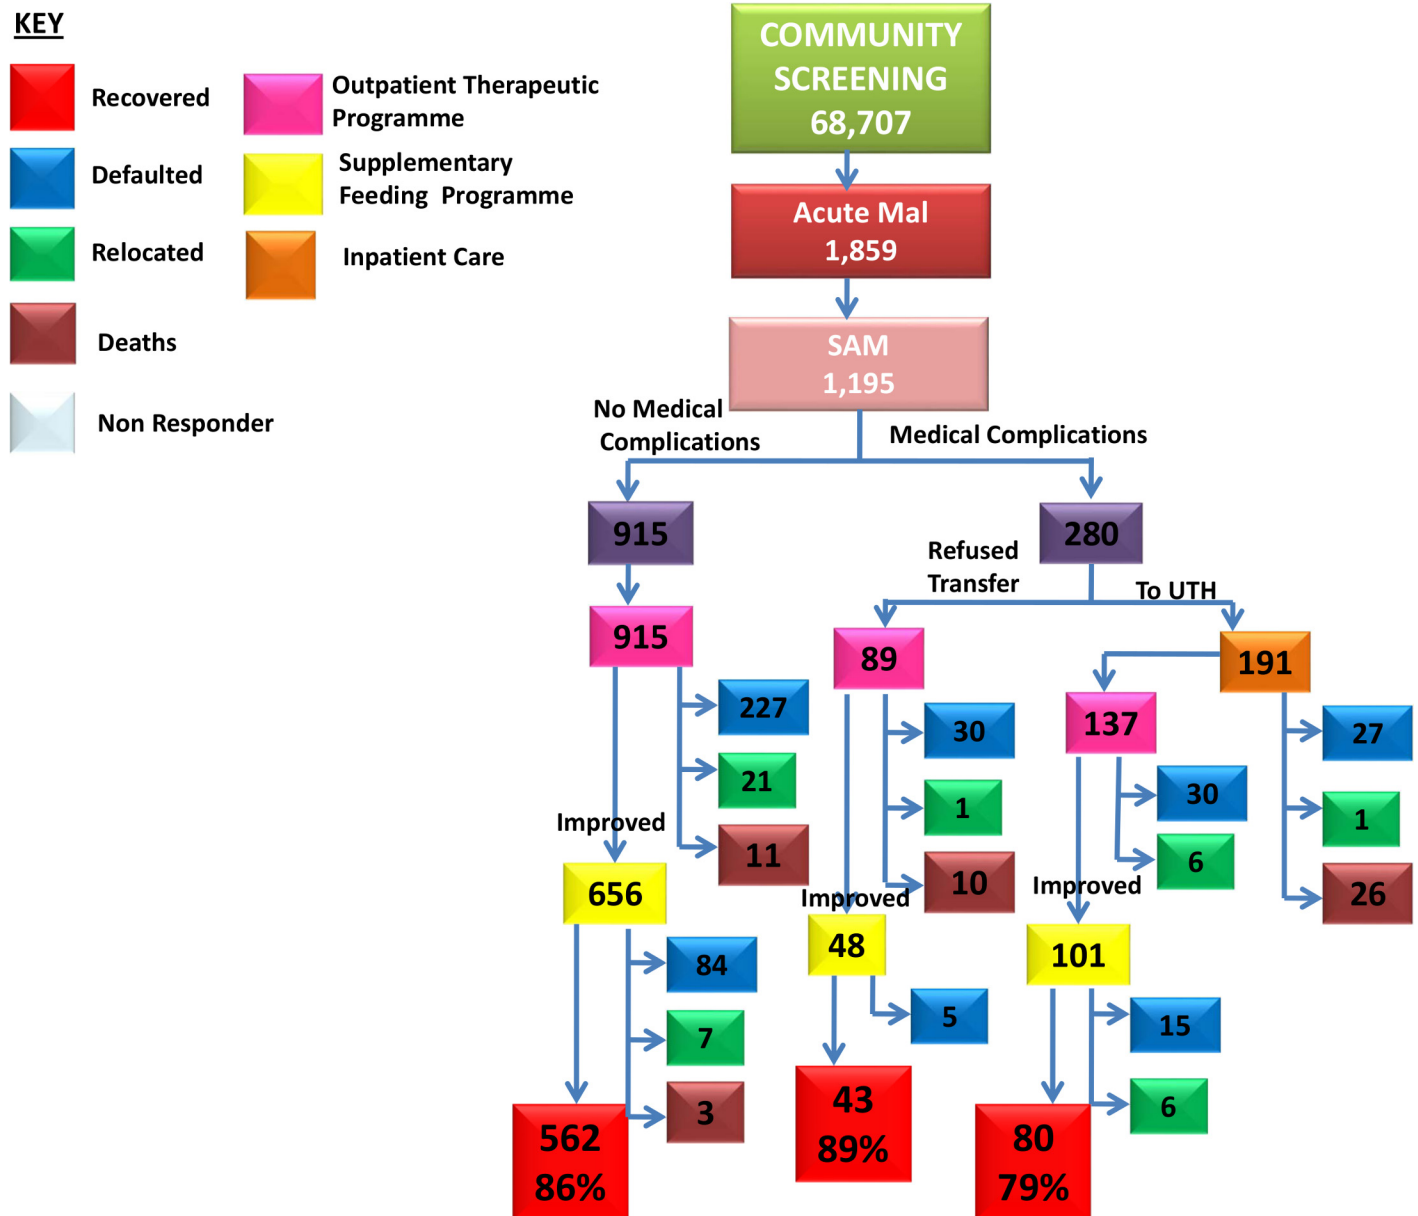 KEY
Recovered
Defaulted
Relocated
Deaths
Non Responder
Outpatient Therapeutic
Programme
Supplementary
Feeding Programme
Inpatient Care
COMMUNITY
SCREENING
68,707
Acute Mal
1,859
SAM
1,195
No Medical
Complications
Medical Complications
915
280
Refused
Transfer
To UTH
915
89
191
227
21
11
Improved
656
84
7
3
562
86%
30
1
10
Improved
48
5
43
89%
137
30
6
Improved
101
15
6
80
79%
27
1
26